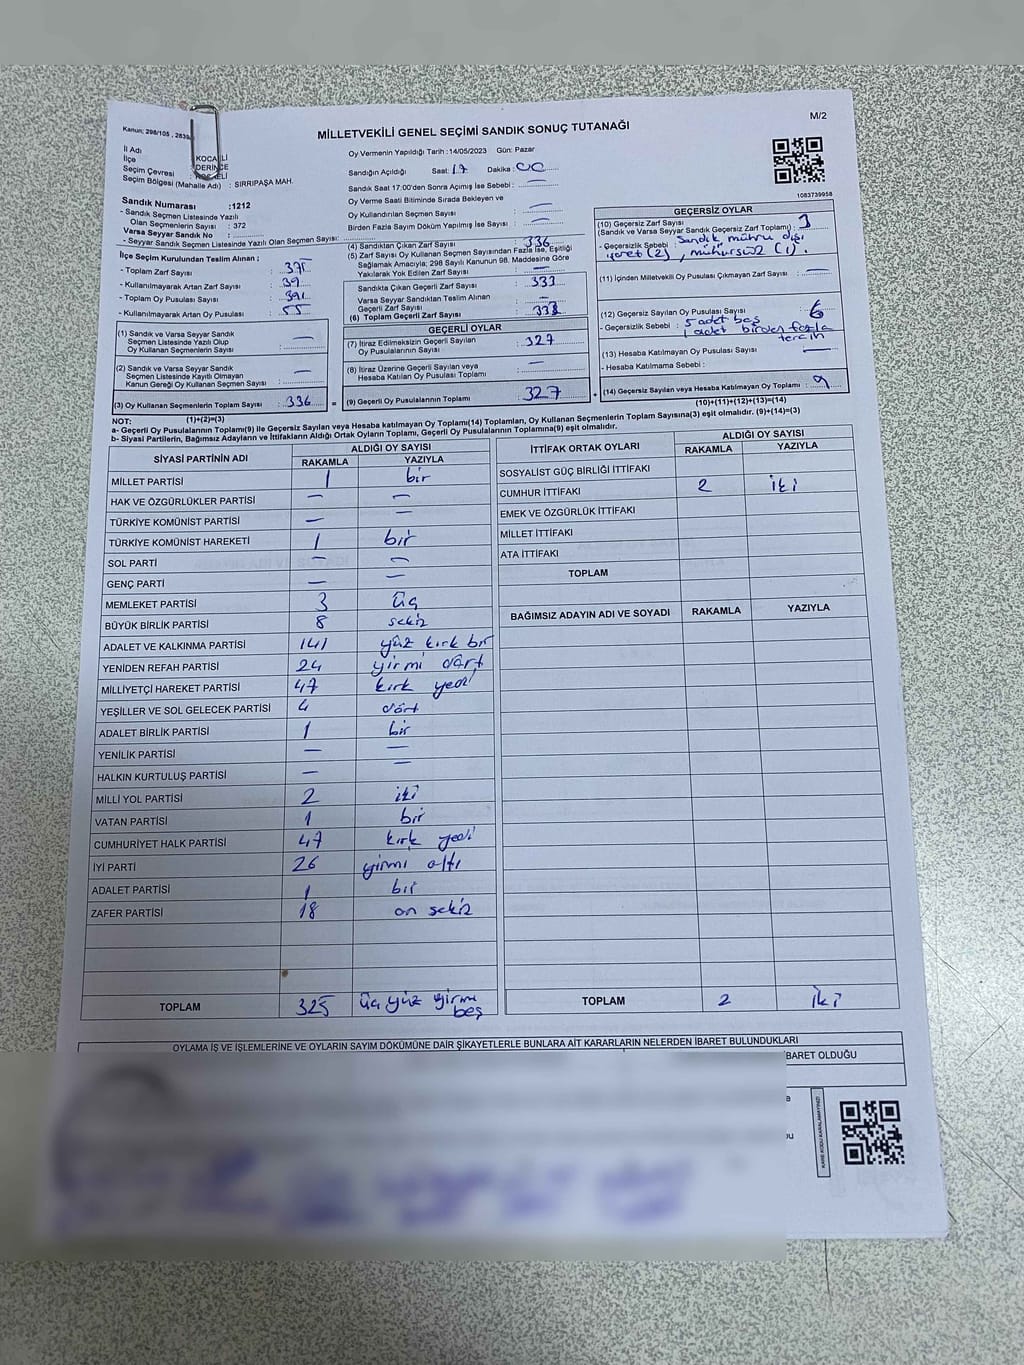 M/2
Kanun; 298/105 , 2839
MİLLETVEKİLİ GENEL SEÇİMİ SANDIK SONUÇ TUTANAĞI
İl Adı
İlçe
Seçim Çevresi :
Seçim Bölgesi (Mahalle Adı) : SIRRIPAŞA MAH.
Sandık Numarası :1212
- Sandık Seçmen Listesinde Yazılı
Olan Seçmenlerin Sayısı : 372
Varsa Seyyar Sandık No :
- Seyyar Sandık Seçmen Listesinde Yazılı Olan Seçmen Sayısı:
İlçe Seçim Kurulundan Teslim Alınan ;
- Toplam Zarf Sayısı : 375
- Kullanılmayarak Artan Zarf Sayısı : 39
- Toplam Oy Pusulası Sayısı : 391
- Kullanılmayarak Artan Oy Pusulası : 55
(1) Sandık ve Varsa Seyyar Sandık
Seçmen Listesinde Yazılı Olup
Oy Kullanan Seçmenlerin Sayısı : —
(2) Sandık ve Varsa Seyyar Sandık
Seçmen Listesinde Kayıtlı Olmayan
Kanun Gereği Oy Kullanan Seçmen Sayısı : —
(3) Oy Kullanan Seçmenlerin Toplam Sayısı : 336
(1)+(2)=(3)
Oy Vermenin Yapıldığı Tarih :14/05/2023 Gün: Pazar
Sandığın Açıldığı Saat: 17 Dakika : 00
Sandık Saat 17:00'den Sonra Açımış İse Sebebi : —
Oy Verme Saati Bitiminde Sırada Bekleyen ve
Oy Kullandırılan Seçmen Sayısı : —
Birden Fazla Sayım Döküm Yapılmış İse Sayısı : —
(4) Sandıktan Çıkan Zarf Sayısı : 336
(5) Zarf Sayısı Oy Kullanan Seçmen Sayısından Fazla İse, Eşitliği
Sağlamak Amacıyla; 298 Sayılı Kanunun 98. Maddesine Göre
Yakılarak Yok Edilen Zarf Sayısı : —
Sandıkta Çıkan Geçerli Zarf Sayısı : 333
Varsa Seyyar Sandıktan Teslim Alınan
Geçerli Zarf Sayısı : —
(6) Toplam Geçerli Zarf Sayısı : 333
GEÇERLİ OYLAR
(7) İtiraz Edilmeksizin Geçerli Sayılan
Oy Pusulalarının Sayısı : 327
(8) İtiraz Üzerine Geçerli Sayılan veya
Hesaba Katılan Oy Pusulası Toplamı : —
(9) Geçerli Oy Pusulalarının Toplamı : 327
1083739958
GEÇERSİZ OYLAR
(10) Geçersiz Zarf Sayısı
(Sandık ve Varsa Seyyar Sandık Geçersiz Zarf Toplamı) : 3
- Geçersizlik Sebebi : Sandık mührü dışı
işaret (2) , mühürsüz (1).
(11) İçinden Milletvekili Oy Pusulası Çıkmayan Zarf Sayısı : —
(12) Geçersiz Sayılan Oy Pusulası Sayısı : 6
- Geçersizlik Sebebi : 5 adet boş
1 adet birden fazla
tercih
(13) Hesaba Katılmayan Oy Pusulası Sayısı : —
- Hesaba Katılmama Sebebi :
(14) Geçersiz Sayılan veya Hesaba Katılmayan Oy Toplamı : 9
(10)+(11)+(12)+(13)=(14)
NOT:
a- Geçerli Oy Pusulalarının Toplamı(9) ile Geçersiz Sayılan veya Hesaba katılmayan Oy Toplamı(14) Toplamları, Oy Kullanan Seçmenlerin Toplam Sayısına(3) eşit olmalıdır. (9)+(14)=(3)
b- Siyasi Partilerin, Bağımsız Adayların ve İttifakların Aldığı Ortak Oyların Toplamı, Geçerli Oy Pusulalarının Toplamına(9) eşit olmalıdır.
SİYASİ PARTİNİN ADI ALDIĞI OY SAYISI
RAKAMLA YAZIYLA
MİLLET PARTİSİ 1 bir
HAK VE ÖZGÜRLÜKLER PARTİSİ — —
TÜRKİYE KOMÜNİST PARTİSİ — —
TÜRKİYE KOMÜNİST HAREKETİ 1 bir
SOL PARTİ — —
GENÇ PARTİ — —
MEMLEKET PARTİSİ 3 üç
BÜYÜK BİRLİK PARTİSİ 8 sekiz
ADALET VE KALKINMA PARTİSİ 141 yüz kırk bir
YENİDEN REFAH PARTİSİ 24 yirmi dört
MİLLİYETÇİ HAREKET PARTİSİ 47 kırk yedi
YEŞİLLER VE SOL GELECEK PARTİSİ 4 dört
ADALET BİRLİK PARTİSİ 1 bir
YENİLİK PARTİSİ — —
HALKIN KURTULUŞ PARTİSİ — —
MİLLİ YOL PARTİSİ 2 iki
VATAN PARTİSİ 1 bir
CUMHURİYET HALK PARTİSİ 47 kırk yedi
İYİ PARTİ 26 yirmi altı
ADALET PARTİSİ 1 bir
ZAFER PARTİSİ 18 on sekiz
TOPLAM 325 üç yüz yirmi
beş
İTTİFAK ORTAK OYLARI ALDIĞI OY SAYISI
RAKAMLA YAZIYLA
SOSYALİST GÜÇ BİRLİĞİ İTTİFAKI
CUMHUR İTTİFAKI 2 iki
EMEK VE ÖZGÜRLÜK İTTİFAKI
MİLLET İTTİFAKI
ATA İTTİFAKI
TOPLAM
BAĞIMSIZ ADAYIN ADI VE SOYADI RAKAMLA YAZIYLA
TOPLAM 2 iki
OYLAMA İŞ VE İŞLEMLERİNE VE OYLARIN SAYIM DÖKÜMÜNE DAİR ŞİKAYETLERLE BUNLARA AİT KARARLARIN NELERDEN İBARET BULUNDUKLARI
İBARET OLDUĞU
KARE KODU KARALAMAYINIZ!